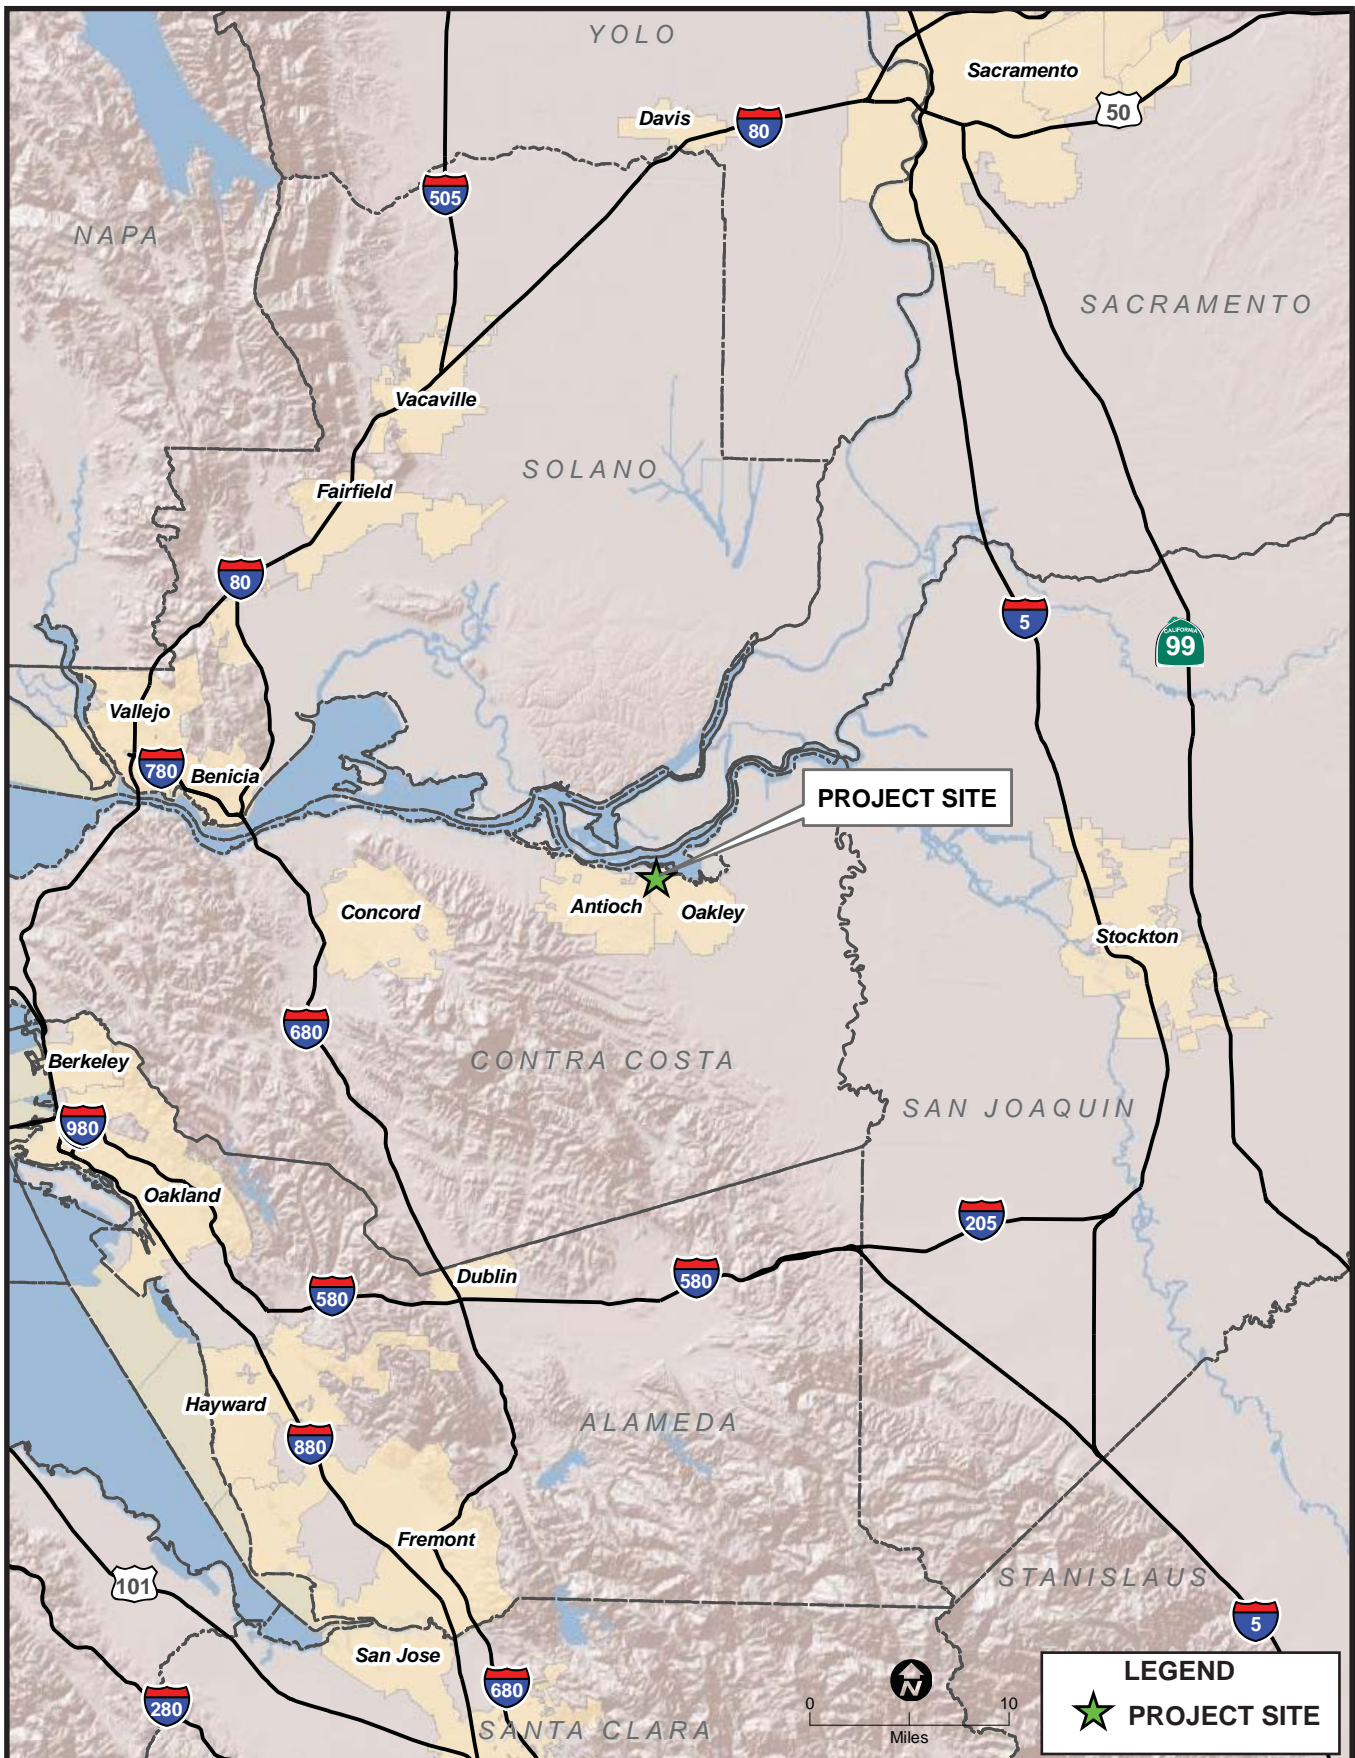 YOLO
Sacramento
50
Davis
80
505
NAPA
SACRAMENTO
Vacaville
SOLANO
Fairfield
80
5
CALIFORNIA
99
Vallejo
780
Benicia
PROJECT SITE
Concord
Antioch
Oakley
Stockton
680
CONTRA COSTA
Berkeley
SAN JOAQUIN
980
Oakland
205
Dublin
580
580
Hayward
ALAMEDA
880
Fremont
STANISLAUS
101
5
San Jose
680
280
SANTA CLARA
N
0 10
Miles
LEGEND
PROJECT SITE